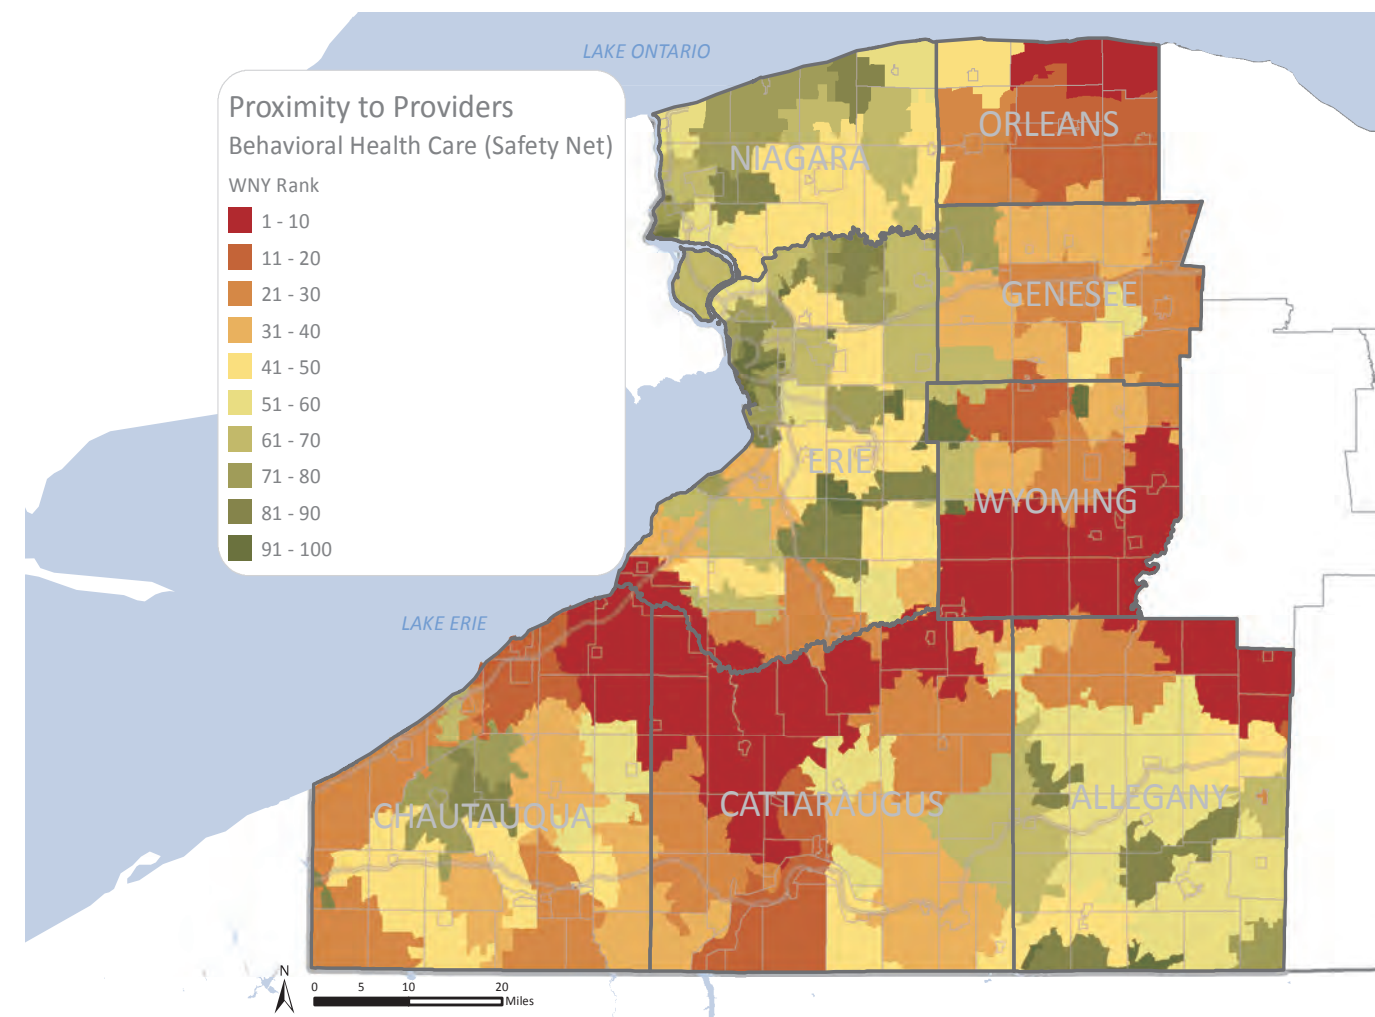 LAKE ONTARIO
Proximity to Providers
Behavioral Health Care (Safety Net)
WNY Rank
1 - 10
11 - 20
21 - 30
31 - 40
41 - 50
51 - 60
61 - 70
71 - 80
81 - 90
91 - 100
ORLEANS
NIAGARA
GENESEE
ERIE
WYOMING
LAKE ERIE
CHAUTAUQUA
CATTARAUGUS
ALLEGANY
N
0 5 10 20
Miles